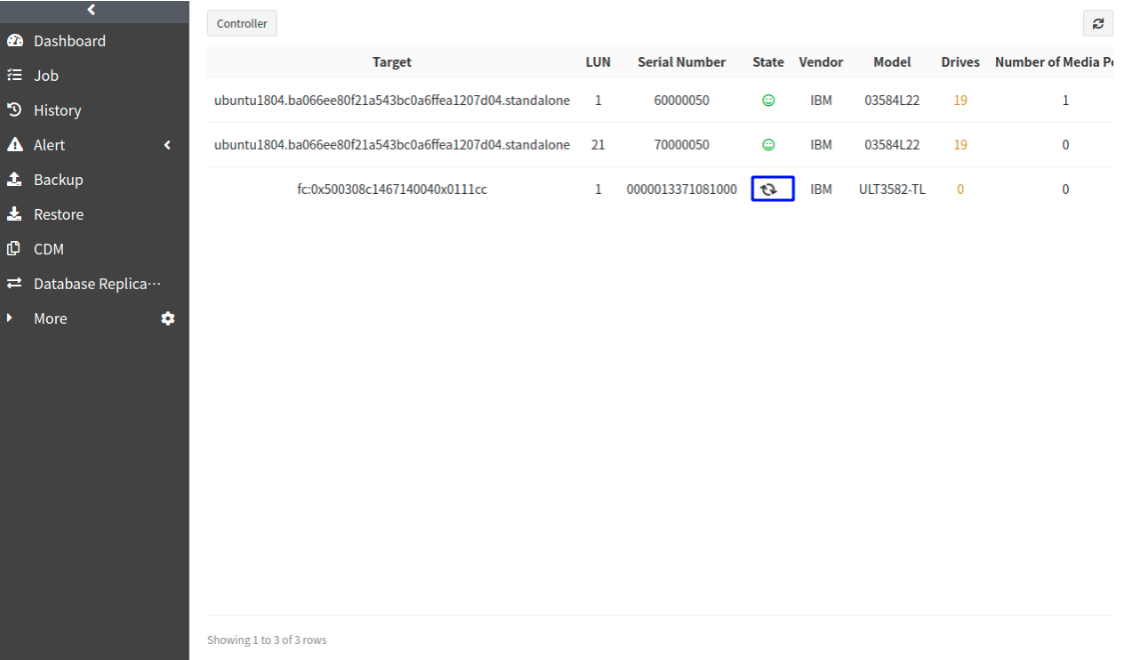 Controller
Dashboard
Job
History
Alert
Backup
Restore
CDM
Database Replica···
More
Target LUN Serial Number State Vendor Model Drives Number of Media Po
ubuntu1804.ba066ee80f21a543bc0a6ffea1207d04.standalone 1 60000050 IBM 03584L22 19 1
ubuntu1804.ba066ee80f21a543bc0a6ffea1207d04.standalone 21 70000050 IBM 03584L22 19 0
fc:0x500308c1467140040x0111cc 1 0000013371081000 IBM ULT3582-TL 0 0
Showing 1 to 3 of 3 rows